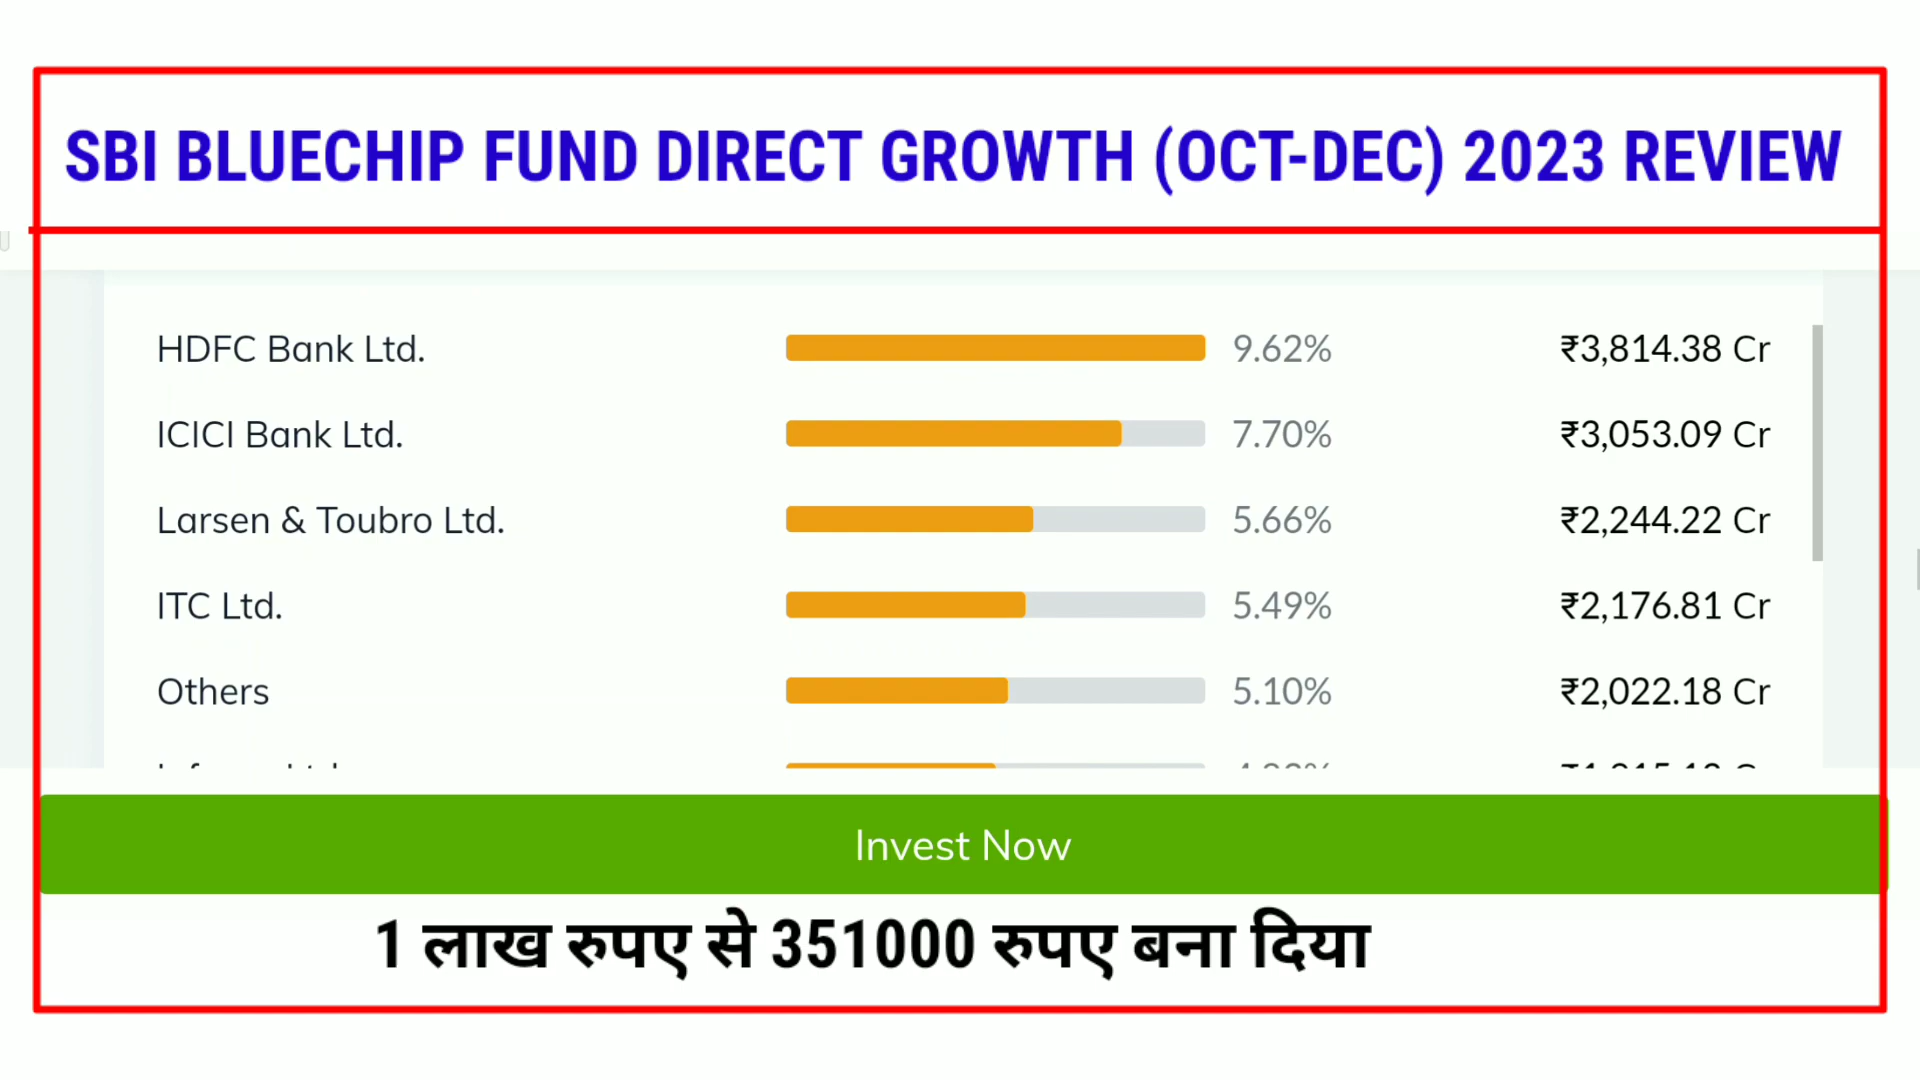 SBI BLUECHIP FUND DIRECT GROWTH (OCT-DEC) 2023 REVIEW
HDFC Bank Ltd. 9.62% ₹3,814.38 Cr
ICICI Bank Ltd. 7.70% ₹3,053.09 Cr
Larsen & Toubro Ltd. 5.66% ₹2,244.22 Cr
ITC Ltd. 5.49% ₹2,176.81 Cr
Others 5.10% ₹2,022.18 Cr
Invest Now
1 लाख रुपए से 351000 रुपए बना दिया